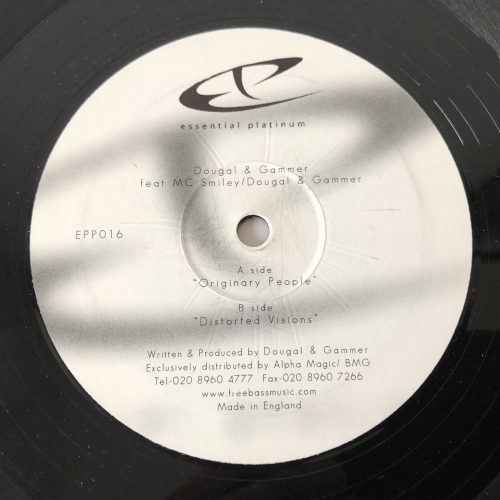 essential platinum
Dougal & Gammer
feat MC Smiley/Dougal & Gammer
EPP016
A side
"Originary People"
B side
"Distorted Visions"
Written & Produced by Dougal & Gammer
Exclusively distributed by Alpha Magic/ BMG
Tel-020 8960 4777 Fax-020 8960 7266
www.freebassmusic.com
Made in England